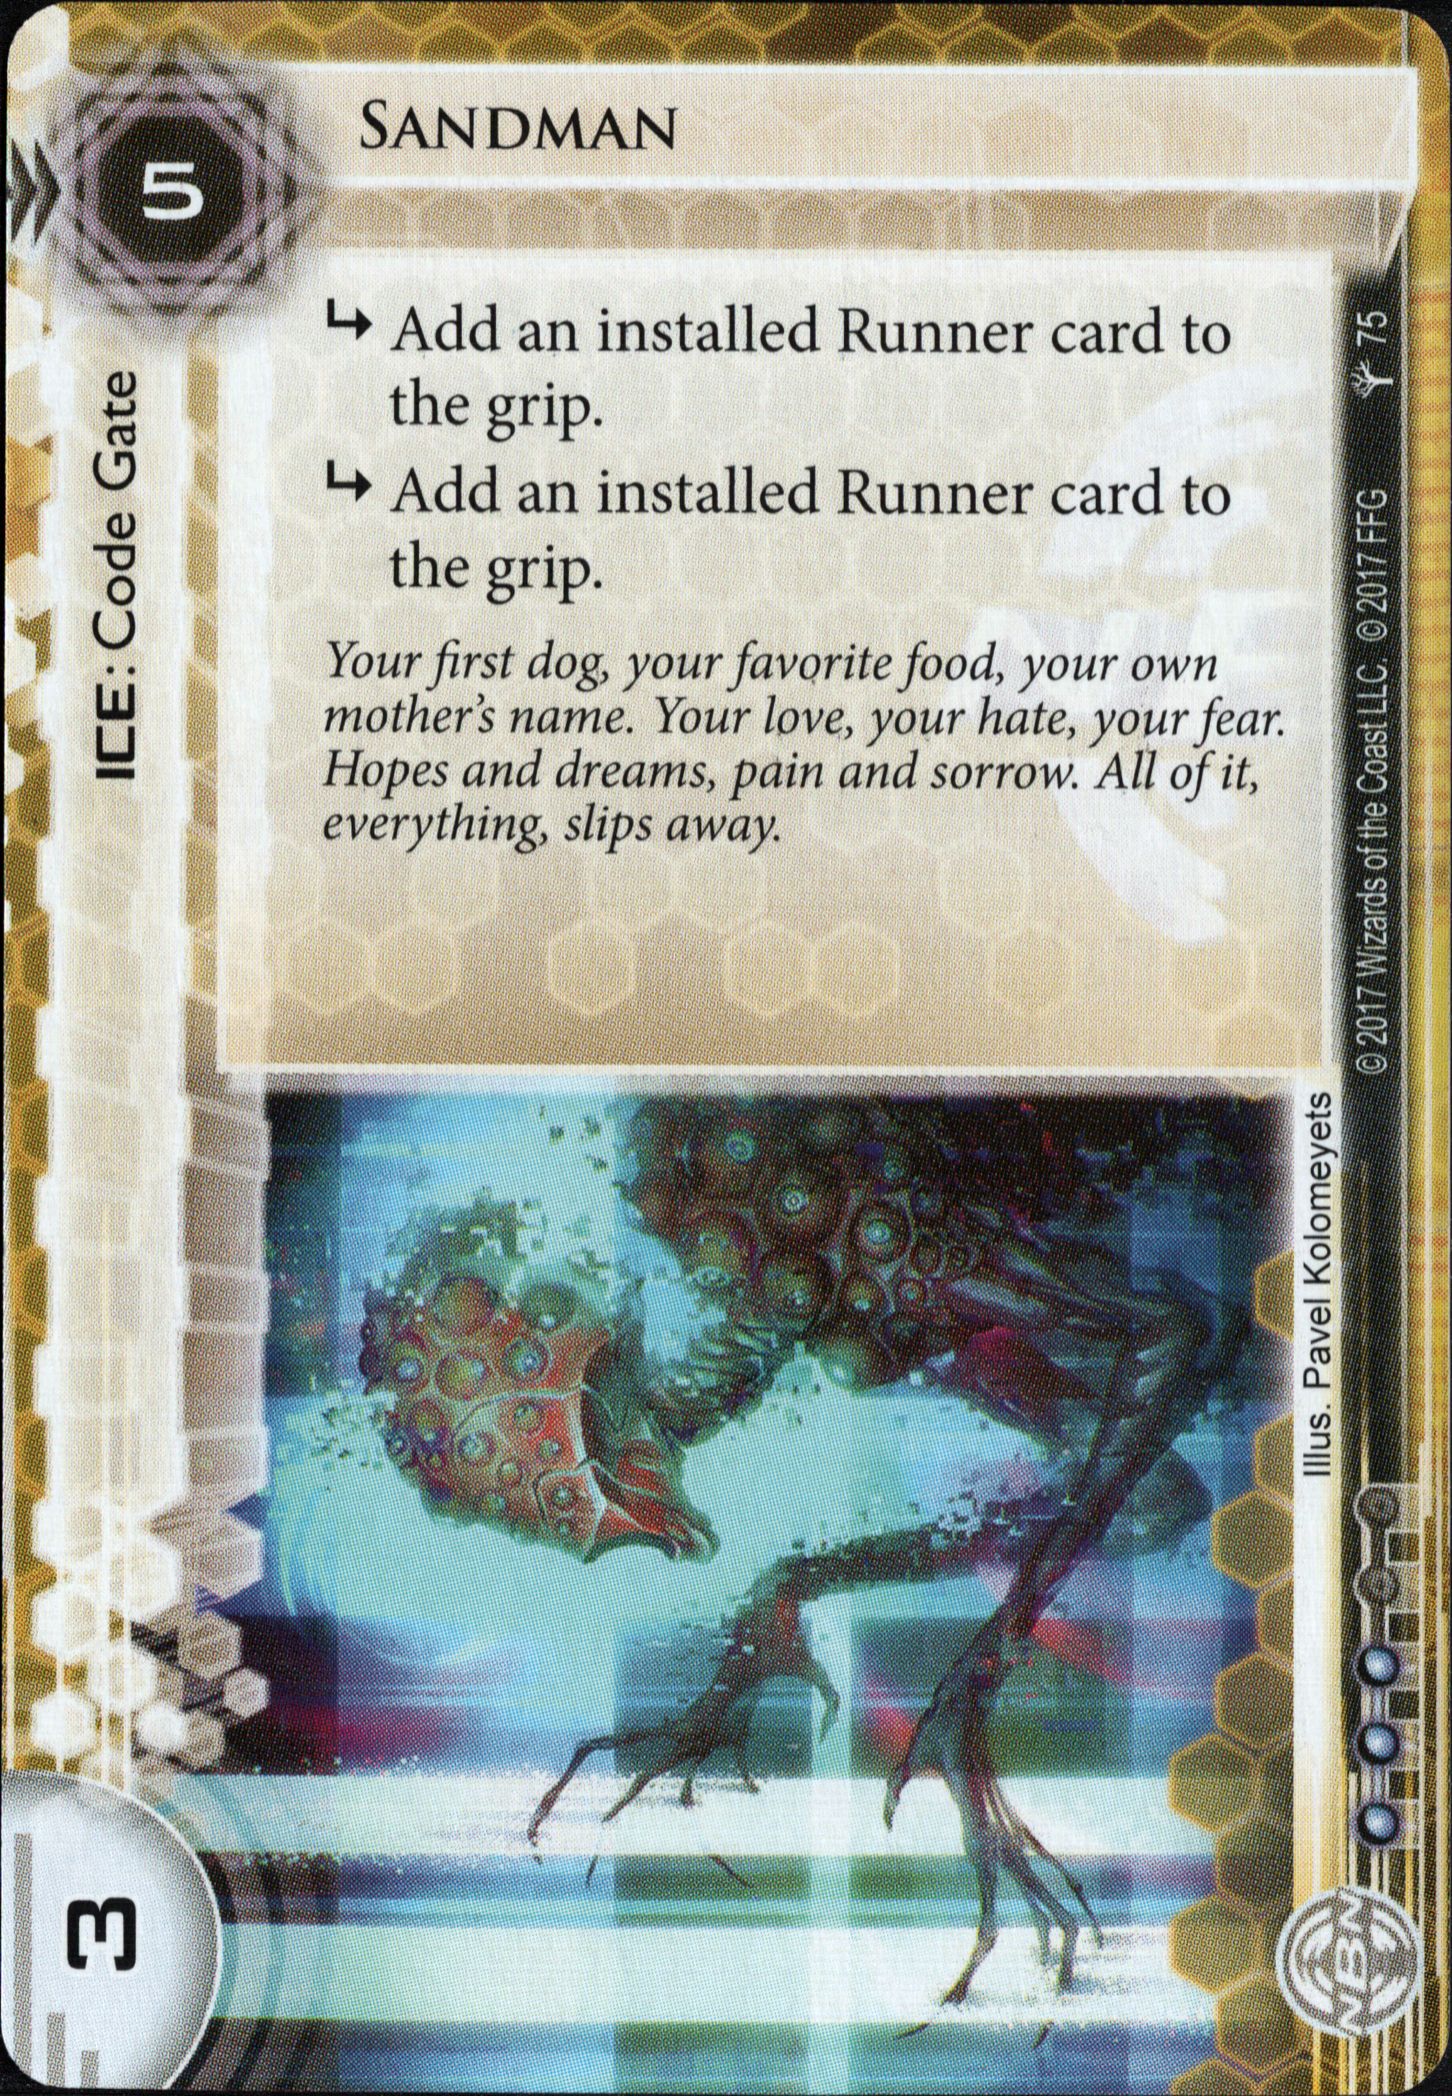 5
SANDMAN
ICE: Code Gate
↳ Add an installed Runner card to
the grip.
↳ Add an installed Runner card to
the grip.
Your first dog, your favorite food, your own
mother's name. Your love, your hate, your fear.
Hopes and dreams, pain and sorrow. All of it,
everything, slips away.
© 2017 Wizards of the Coast LLC. © 2017 FFG 75
Illus. Pavel Kolomeyets
3
NBN